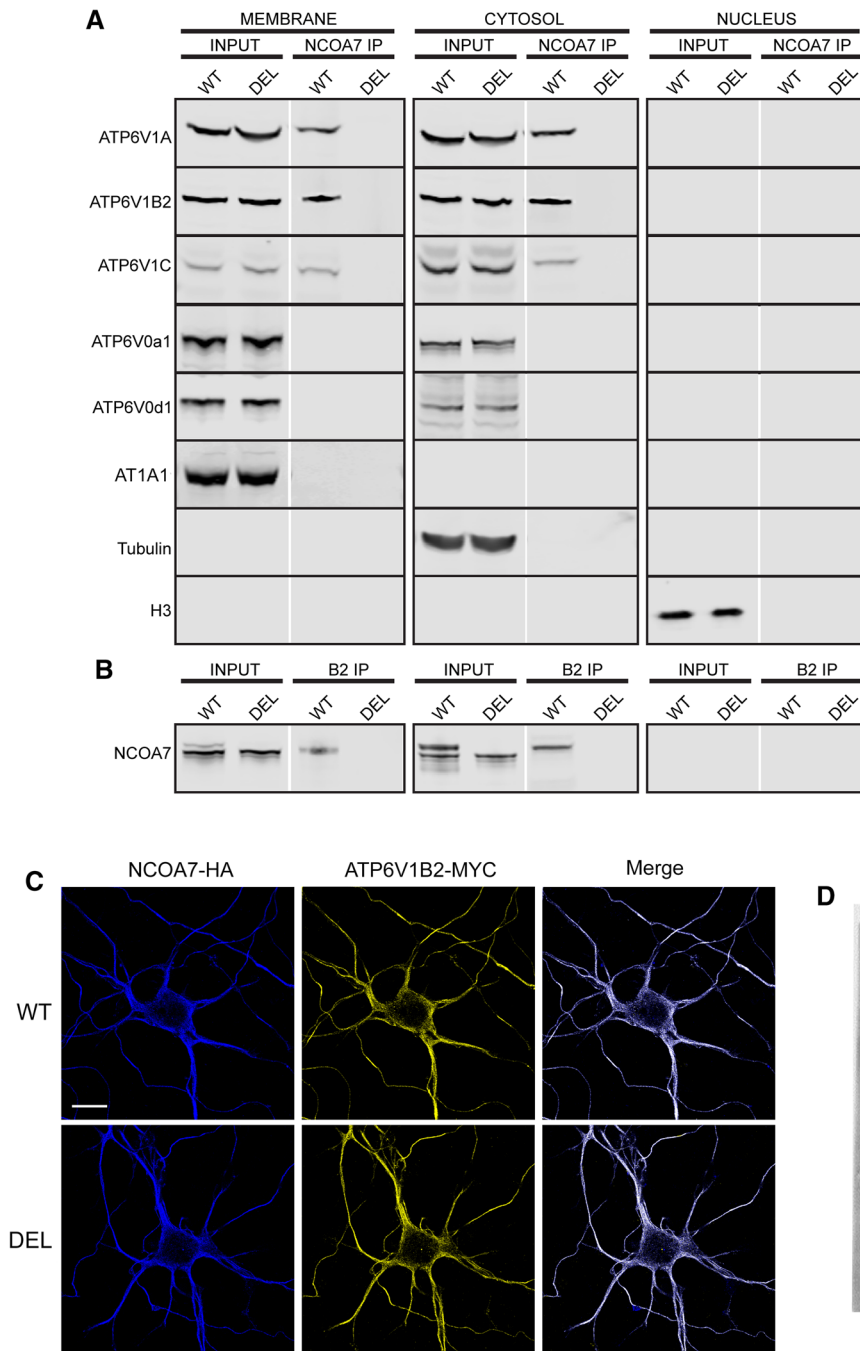 A
MEMBRANE CYTOSOL NUCLEUS
INPUT NCOA7 IP INPUT NCOA7 IP INPUT NCOA7 IP
WT DEL WT DEL WT DEL WT DEL WT DEL WT DEL
ATP6V1A
ATP6V1B2
ATP6V1C
ATP6V0a1
ATP6V0d1
AT1A1
Tubulin
H3
B
INPUT B2 IP INPUT B2 IP INPUT B2 IP
WT DEL WT DEL WT DEL WT DEL WT DEL WT DEL
NCOA7
C NCOA7-HA ATP6V1B2-MYC Merge D
WT
DEL